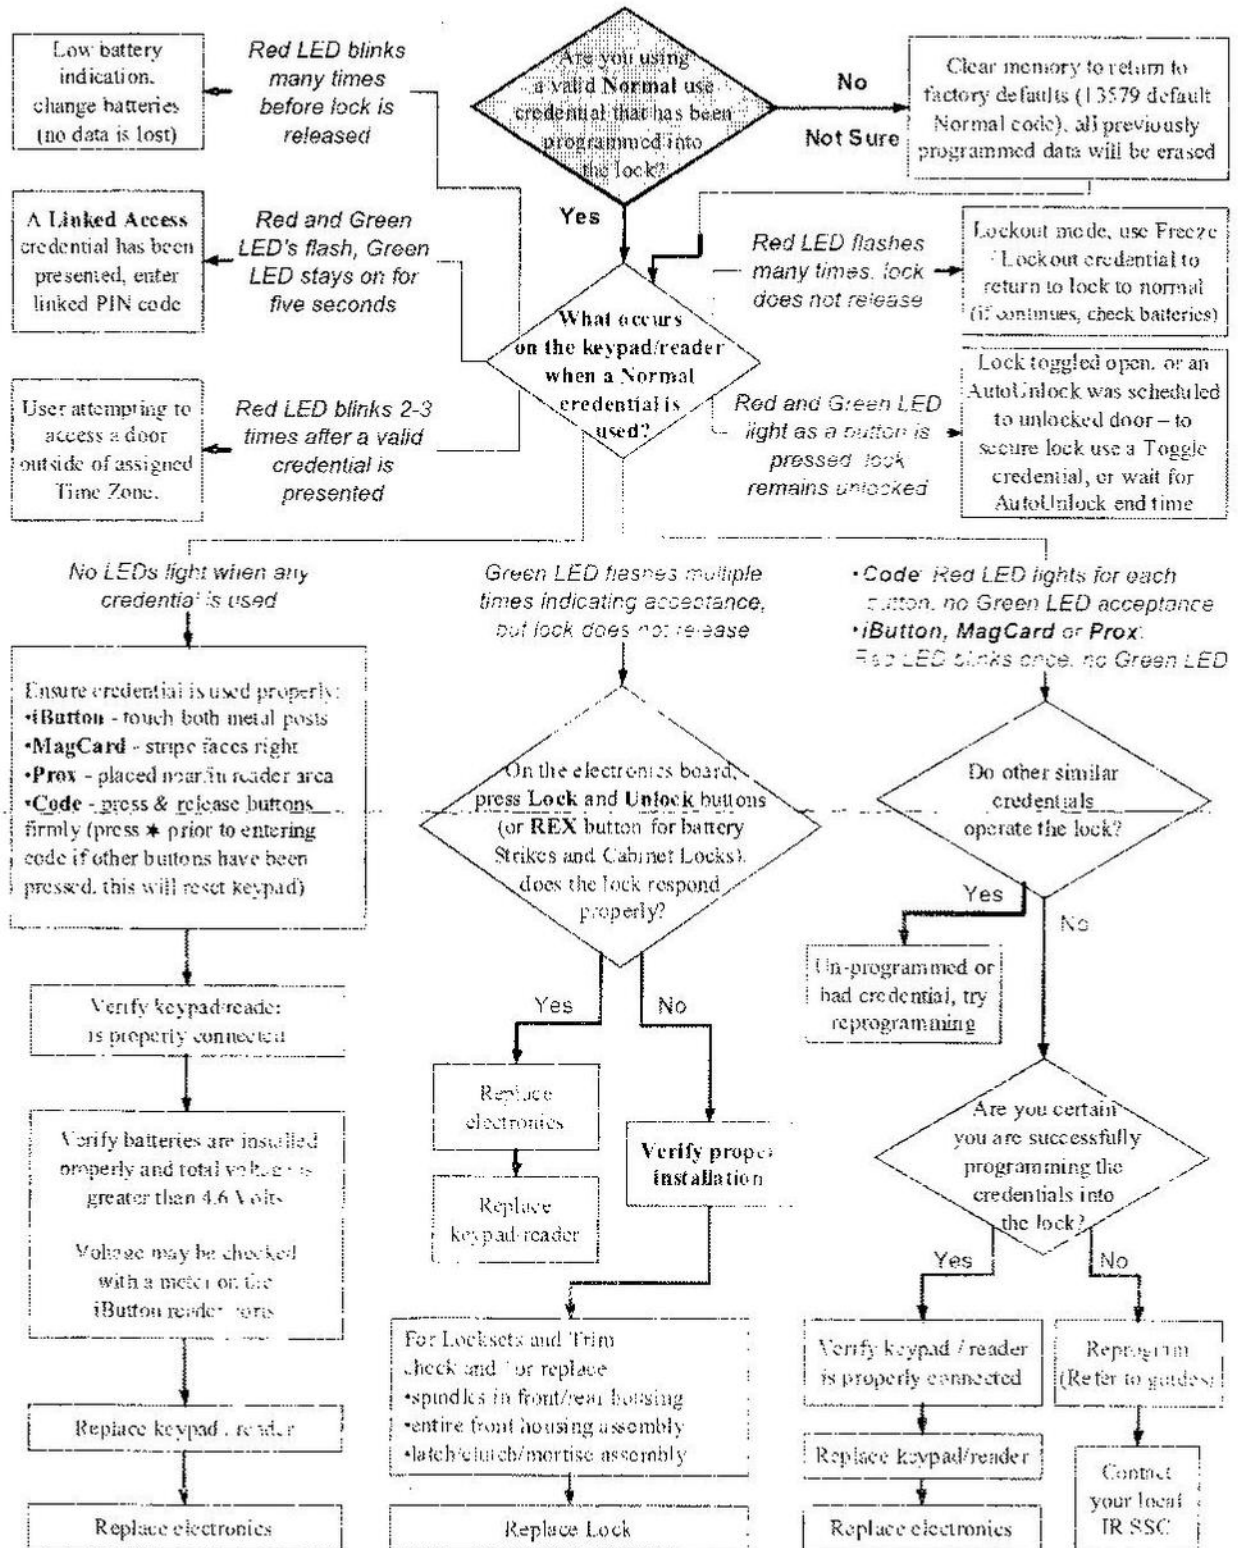 Low battery
indication.
change batteries
(no data is lost)
Red LED blinks
many times
before lock is
released
Are you using
a valid Normal use
credential that has been
programmed into
the lock?
No
Not Sure
Clear memory to return to
factory defaults (13579 default
Normal code), all previously
programmed data will be erased
Yes
A Linked Access
credential has been
presented, enter
linked PIN code
Red and Green
LED's flash, Green
LED stays on for
five seconds
Red LED flashes
many times, lock
does not release
Lockout mode, use Freeze
/ Lockout credential to
return to lock to normal
(if continues, check batteries)
What occurs
on the keypad/reader
when a Normal
credential is
used?
User attempting to
access a door
outside of assigned
Time Zone.
Red LED blinks 2-3
times after a valid
credential is
presented
Red and Green LED
light as a button is
pressed, lock
remains unlocked
Lock toggled open, or an
AutoUnlock was scheduled
to unlocked door – to
secure lock use a Toggle
credential, or wait for
AutoUnlock end time
No LEDs light when any
credential is used
Green LED flashes multiple
times indicating acceptance,
but lock does not release
•Code: Red LED lights for each
button, no Green LED acceptance
•iButton, MagCard or Prox:
Red LED blinks once, no Green LED
Ensure credential is used properly:
•iButton - touch both metal posts
•MagCard - stripe faces right
•Prox - placed near/in reader area
•Code - press & release buttons
firmly (press ✱ prior to entering
code if other buttons have been
pressed, this will reset keypad)
On the electronics board,
press Lock and Unlock buttons
(or REX button for battery
Strikes and Cabinet Locks).
does the lock respond
properly?
Do other similar
credentials
operate the lock?
Yes
No
Un-programmed or
bad credential, try
reprogramming
Verify keypad/reader
is properly connected
Yes
No
Replace
electronics
Replace
keypad/reader
Verify proper
installation
Are you certain
you are successfully
programming the
credentials into
the lock?
Verify batteries are installed
properly and total voltage is
greater than 4.6 Volts
Voltage may be checked
with a meter on the
iButton reader
Yes
No
For Locksets and Trim
check and / or replace
•spindles in front/rear housing
•entire front housing assembly
•latch/clutch/mortise assembly
Verify keypad / reader
is properly connected
Reprogram
(Refer to guides)
Replace keypad / reader
Replace keypad/reader
Contact
your local
IR SSC
Replace electronics
Replace Lock
Replace electronics